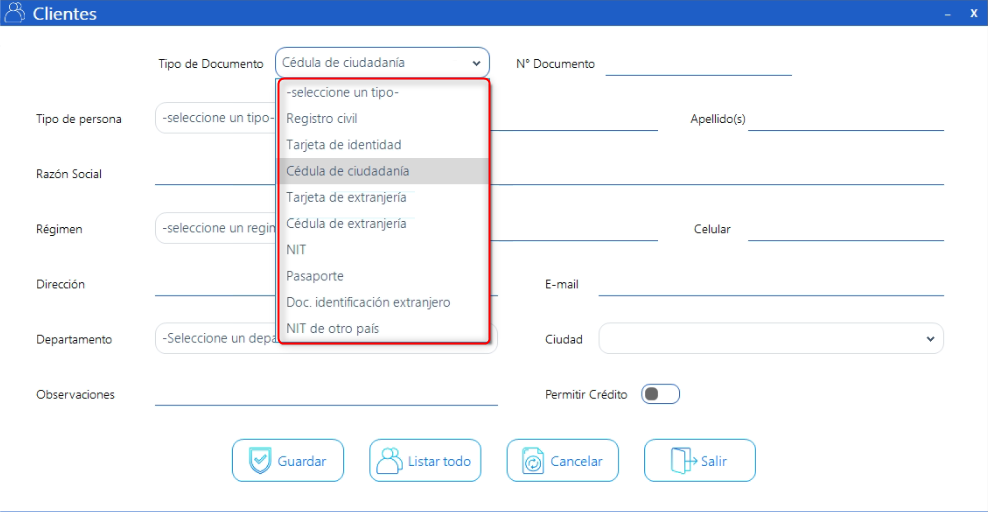 Clientes
– x
Tipo de Documento Cédula de ciudadanía N° Documento
-seleccione un tipo-
Registro civil
Tarjeta de identidad
Cédula de ciudadanía
Tarjeta de extranjería
Cédula de extranjería
NIT
Pasaporte
Doc. identificación extranjero
NIT de otro país
Tipo de persona -seleccione un tipo- Apellido(s)
Razón Social
Régimen -seleccione un Celular
Dirección E-mail
Departamento -Seleccione un Ciudad
Observaciones Permitir Crédito
Guardar Listar todo Cancelar Salir